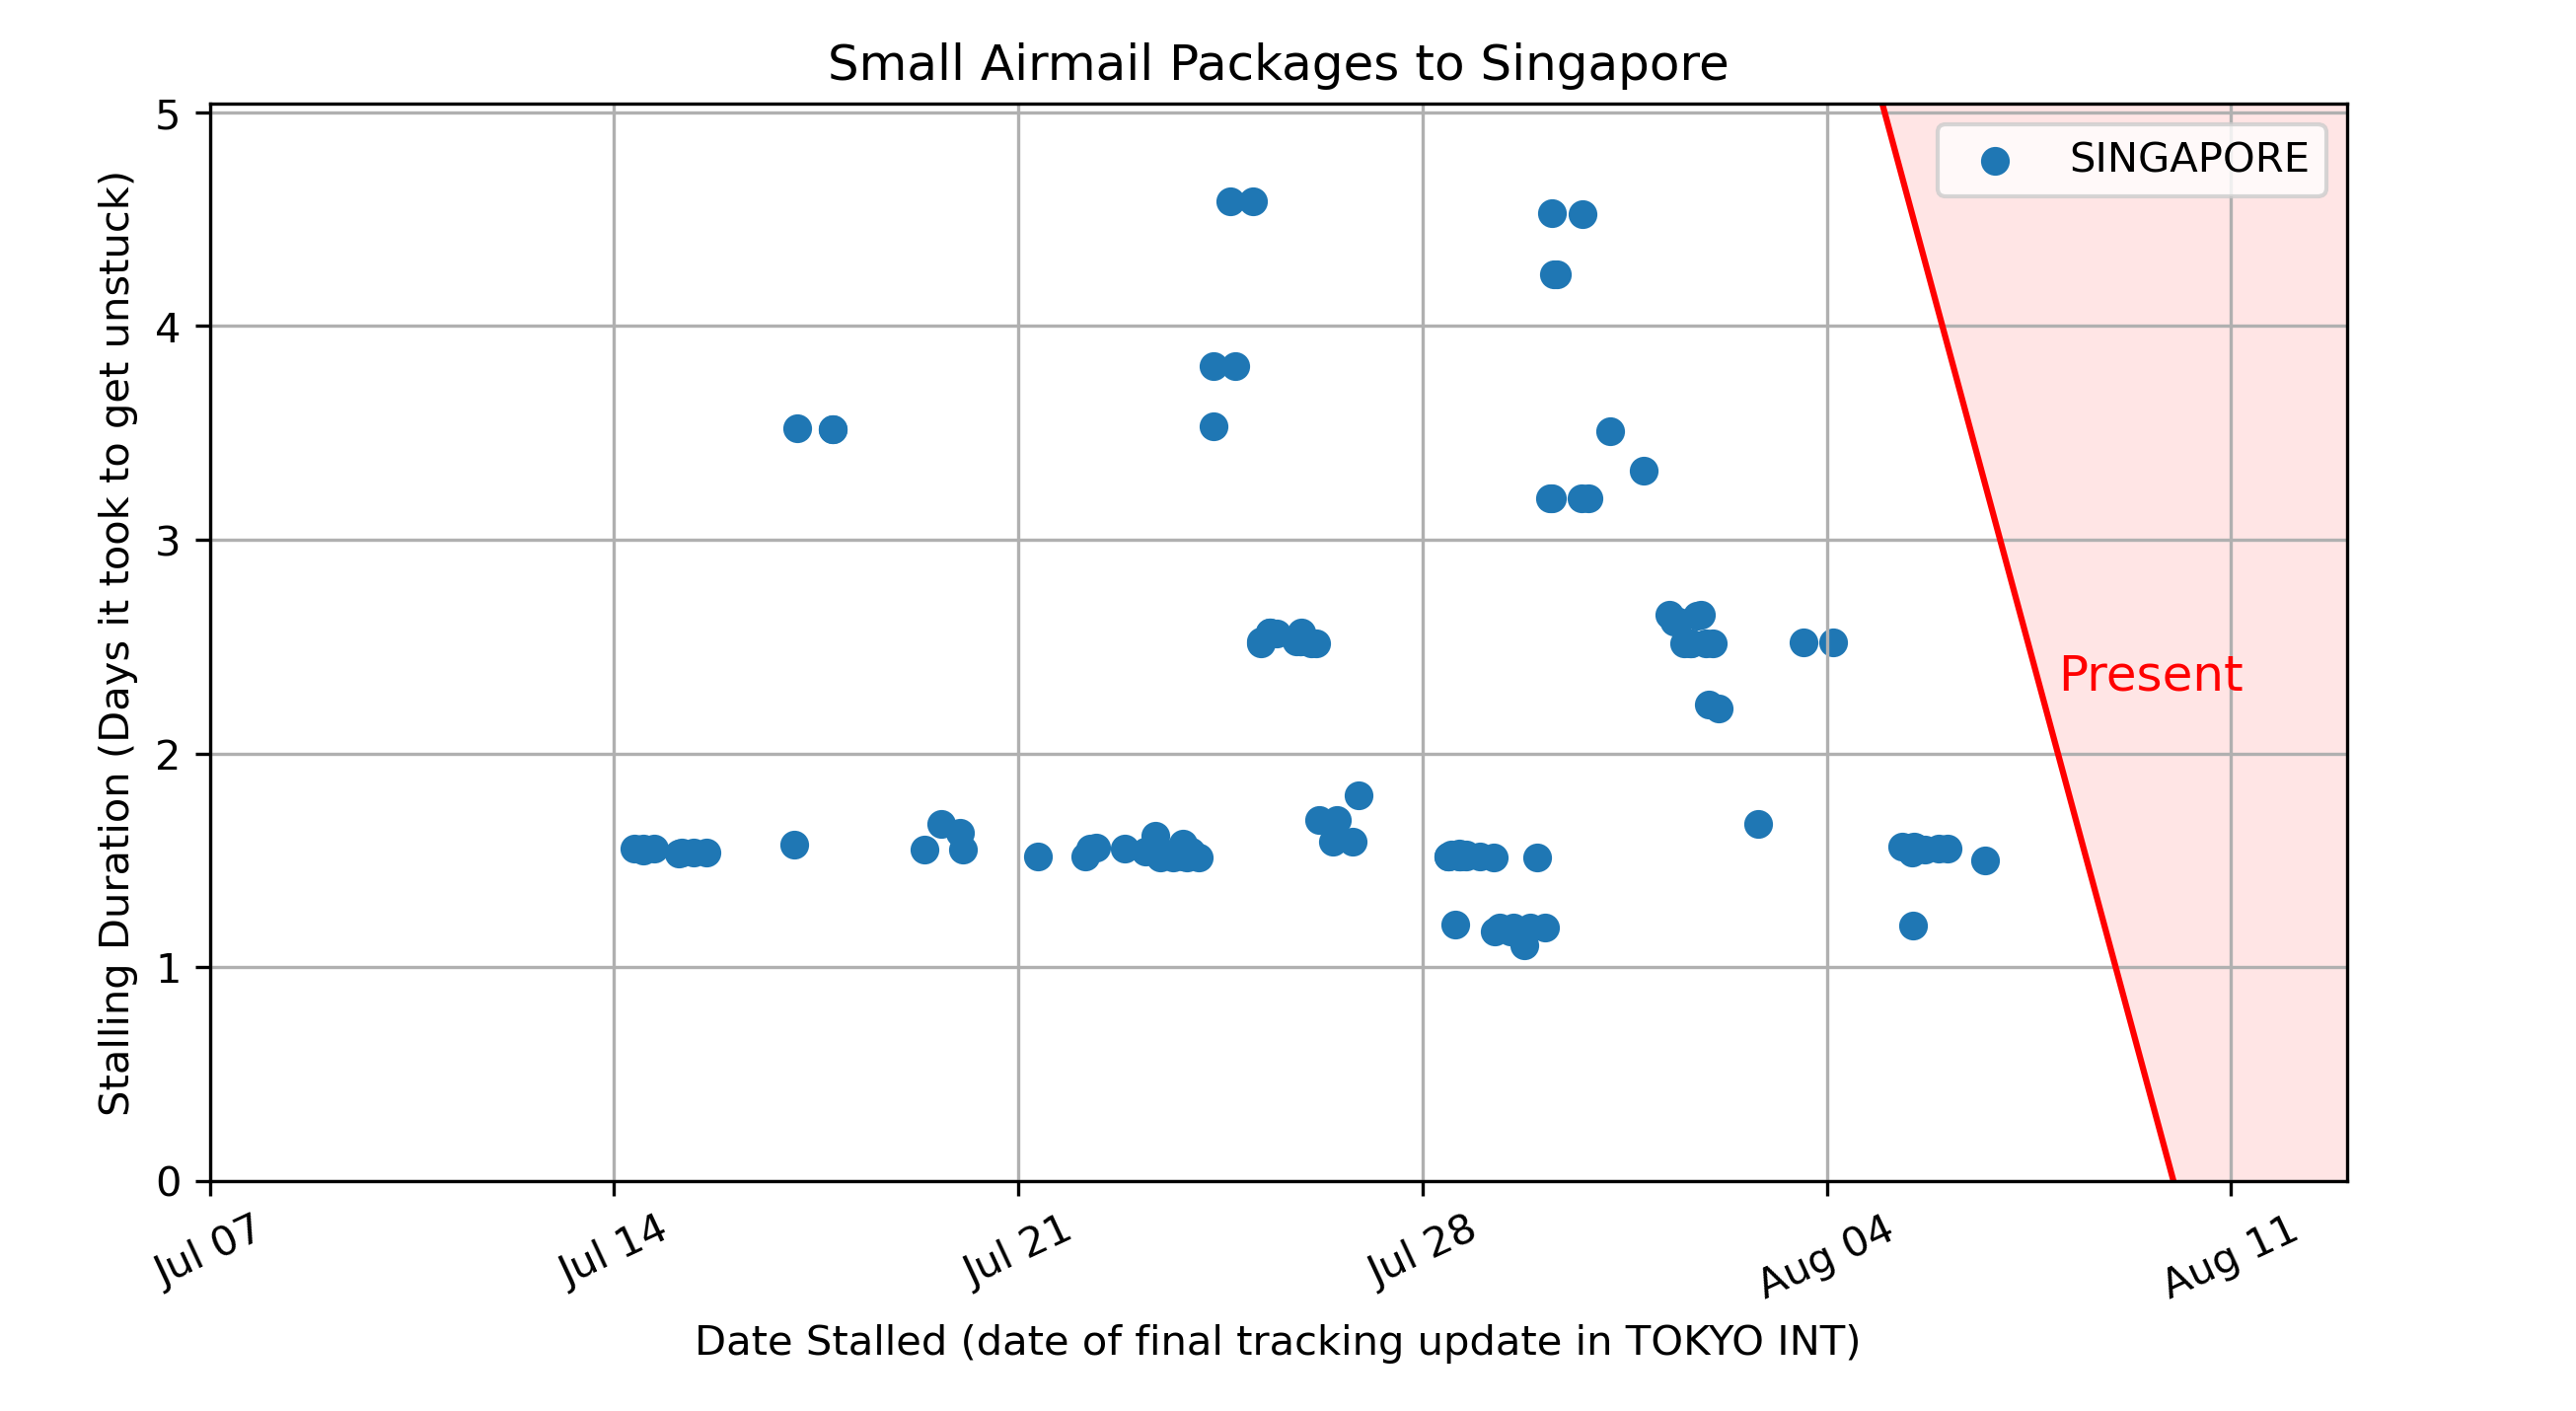 Small Airmail Packages to Singapore
Stalling Duration (Days it took to get unstuck)
5
4
3
2
1
0
SINGAPORE
Present
Jul 07
Jul 14
Jul 21
Jul 28
Aug 04
Aug 11
Date Stalled (date of final tracking update in TOKYO INT)